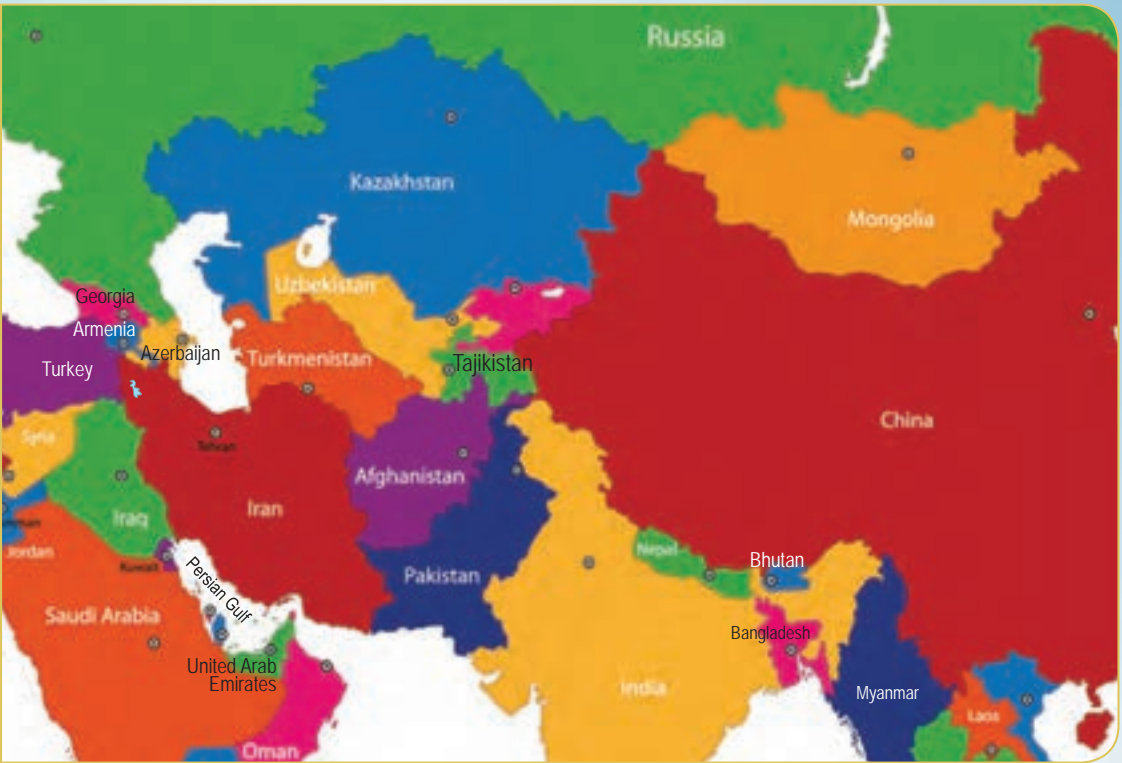 Russia
Kazakhstan
Mongolia
Uzbekistan
Georgia
Armenia
Azerbaijan
Turkey
Turkmenistan
Tajikistan
China
Syria
Tehran
Afghanistan
Iran
Iraq
Jordan
Kuwait
Persian Gulf
Nepal
Bhutan
Pakistan
Saudi Arabia
Bangladesh
United Arab
Emirates
India
Myanmar
Laos
Oman